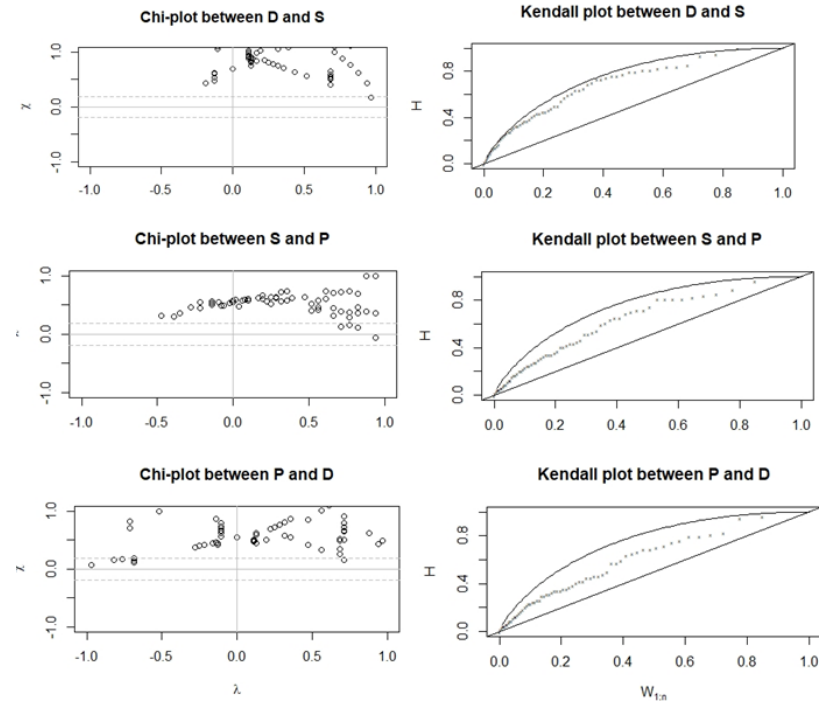 Chi-plot between D and S
Kendall plot between D and S
χ
-1.0 0.0 1.0
-1.0 -0.5 0.0 0.5 1.0
H
0.0 0.4 0.8
0.0 0.2 0.4 0.6 0.8 1.0
Chi-plot between S and P
Kendall plot between S and P
-1.0 0.0 1.0
-1.0 -0.5 0.0 0.5 1.0
H
0.0 0.4 0.8
0.0 0.2 0.4 0.6 0.8 1.0
Chi-plot between P and D
Kendall plot between P and D
χ
-1.0 0.0 1.0
-1.0 -0.5 0.0 0.5 1.0
λ
H
0.0 0.4 0.8
0.0 0.2 0.4 0.6 0.8 1.0
W1:n